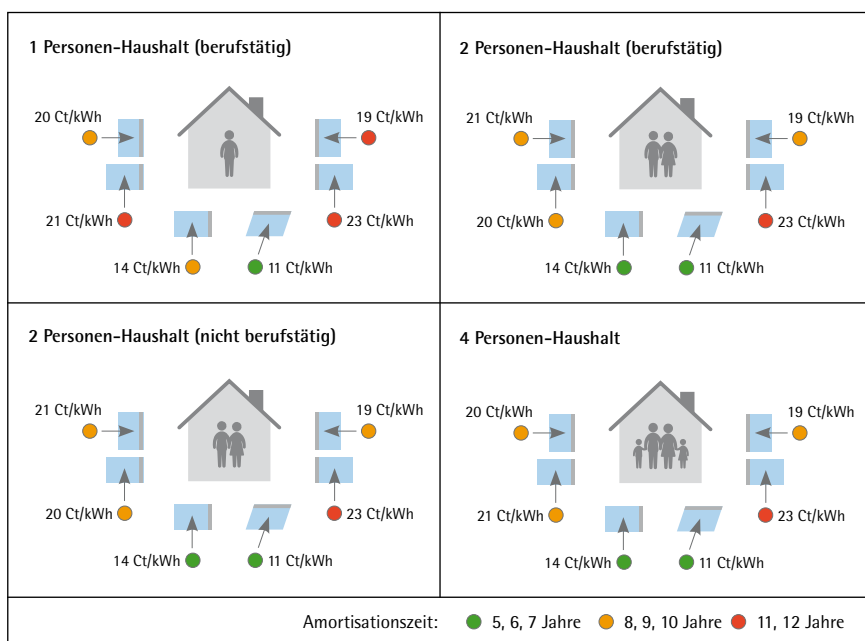 1 Personen-Haushalt (berufstätig)
20 Ct/kWh
19 Ct/kWh
21 Ct/kWh
23 Ct/kWh
14 Ct/kWh
11 Ct/kWh
2 Personen-Haushalt (berufstätig)
21 Ct/kWh
19 Ct/kWh
20 Ct/kWh
23 Ct/kWh
14 Ct/kWh
11 Ct/kWh
2 Personen-Haushalt (nicht berufstätig)
21 Ct/kWh
19 Ct/kWh
20 Ct/kWh
23 Ct/kWh
14 Ct/kWh
11 Ct/kWh
4 Personen-Haushalt
20 Ct/kWh
19 Ct/kWh
21 Ct/kWh
23 Ct/kWh
14 Ct/kWh
11 Ct/kWh
Amortisationszeit: 5, 6, 7 Jahre 8, 9, 10 Jahre 11, 12 Jahre